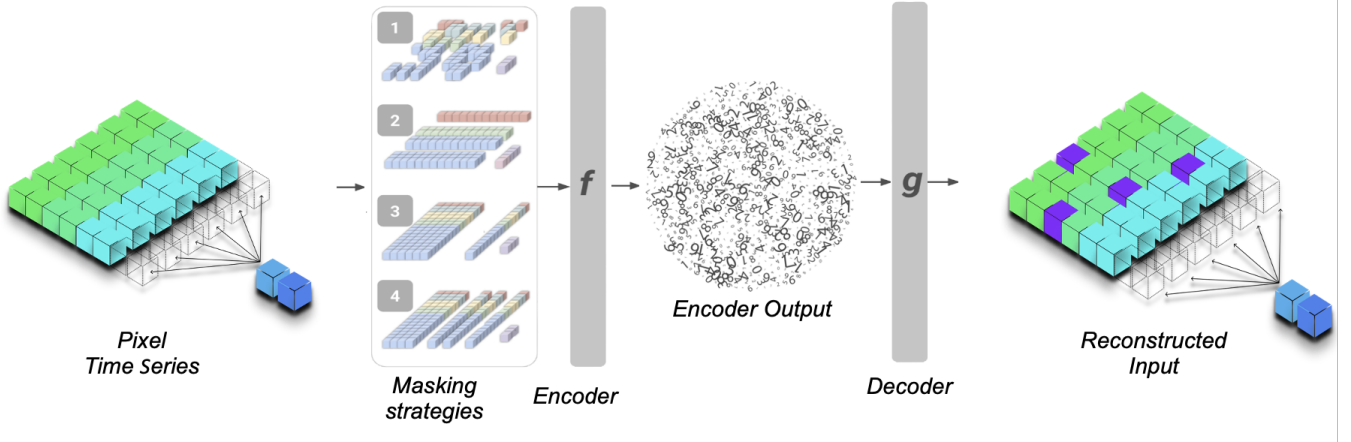 1
2
3
4
f
g
Encoder Output
Pixel
Time Series
Masking
strategies
Encoder
Decoder
Reconstructed
Input